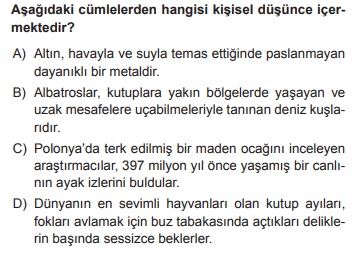 Aşağıdaki cümlelerden hangisi kişisel düşünce içer-
mektedir?
A) Altın, havayla ve suyla temas ettiğinde paslanmayan
dayanıklı bir metaldir.
B) Albatroslar, kutuplara yakın bölgelerde yaşayan ve
uzak mesafelere uçabilmeleriyle tanınan deniz kuşla-
rıdır.
C) Polonya’da terk edilmiş bir maden ocağını inceleyen
araştırmacılar, 397 milyon yıl önce yaşamış bir canlı-
nın ayak izlerini buldular.
D) Dünyanın en sevimli hayvanları olan kutup ayıları,
fokları avlamak için buz tabakasında açtıkları delikle-
rin başında sessizce beklerler.